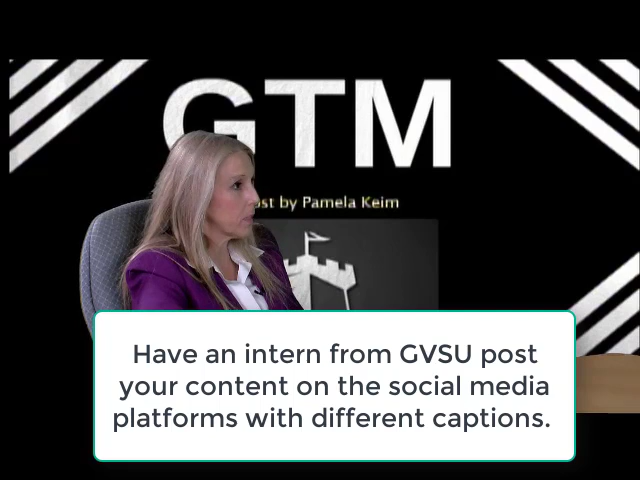 GTM
ost by Pamela Keim
Have an intern from GVSU post
your content on the social media
platforms with different captions.